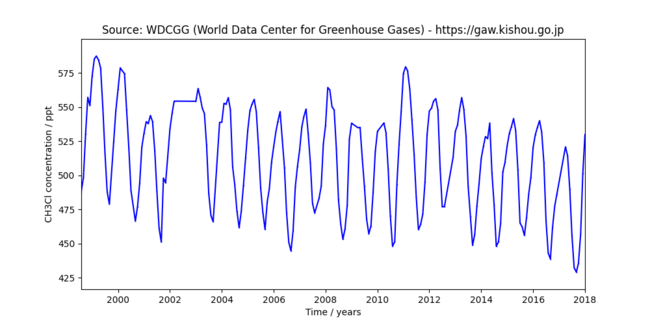 Source: WDCGG (World Data Center for Greenhouse Gases) - https://gaw.kishou.go.jp
CH3Cl concentration / ppt
575
550
525
500
475
450
425
2000 2002 2004 2006 2008 2010 2012 2014 2016 2018
Time / years